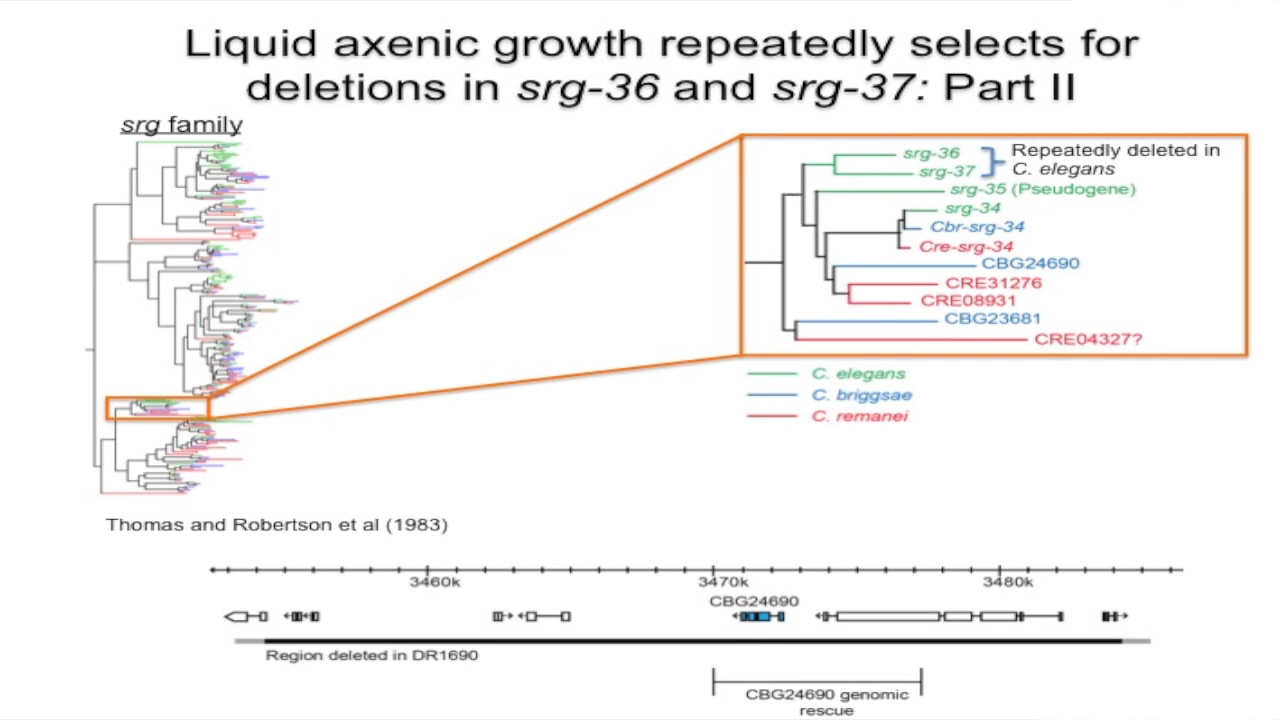 Liquid axenic growth repeatedly selects for
deletions in srg-36 and srg-37: Part II
srg family
srg-36
srg-37
Repeatedly deleted in
C. elegans
srg-35 (Pseudogene)
srg-34
Cbr-srg-34
Cre-srg-34
CBG24690
CRE31276
CRE08931
CBG23681
CRE04327?
C. elegans
C. briggsae
C. remanei
Thomas and Robertson et al (1983)
3460k
3470k
3480k
CBG24690
Region deleted in DR1690
CBG24690 genomic
rescue